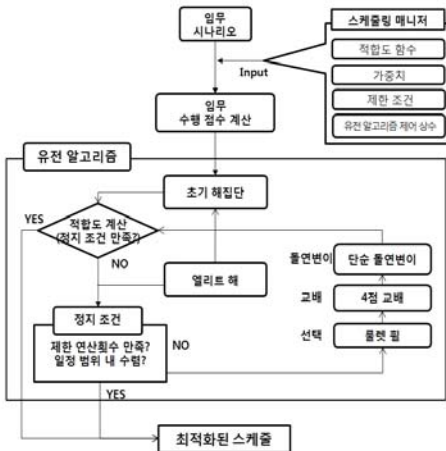 임무
시나리오
스케줄링 매니저
적합도 함수
가중치
제한 조건
유전 알고리즘 제어 상수
Input
임무
수행 점수 계산
유전 알고리즘
초기 해집단
YES
적합도 계산
(정지 조건 만족?)
NO
엘리트 해
돌연변이
단순 돌연변이
교배
4점 교배
선택
룰렛 휠
정지 조건
제한 연산횟수 만족?
일정 범위 내 수렴?
NO
YES
최적화된 스케줄